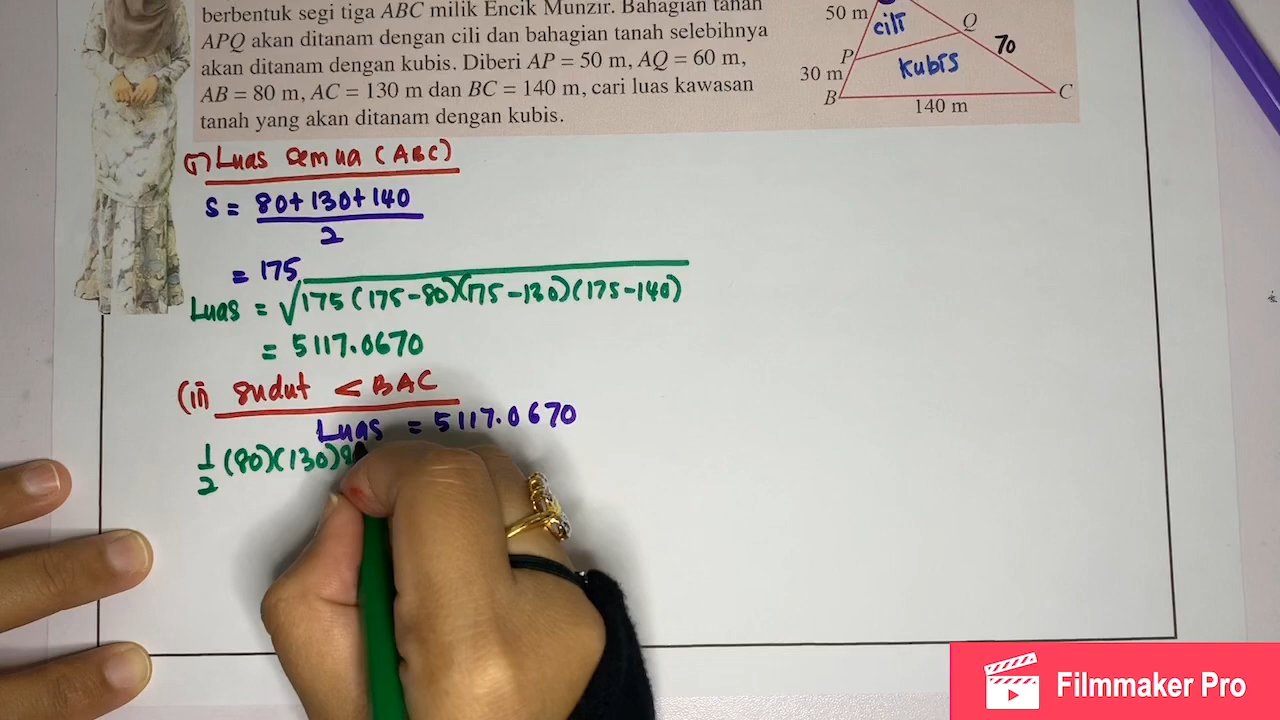 berbentuk segi tiga ABC milik Encik Munzir. Bahagian tanah
APQ akan ditanam dengan cili dan bahagian tanah selebihnya
akan ditanam dengan kubis. Diberi AP = 50 m, AQ = 60 m,
AB = 80 m, AC = 130 m dan BC = 140 m, cari luas kawasan
tanah yang akan ditanam dengan kubis.
50 m
cili
Q
70
P
kubis
30 m
B
140 m
C
(i) Luas semua (ABC)
s = 80+130+140
2
= 175
Luas = √175(175-80)(175-130)(175-140)
= 5117.0670
(ii) sudut < BAC
Luas = 5117.0670
1/2 (80)(130)
Filmmaker Pro